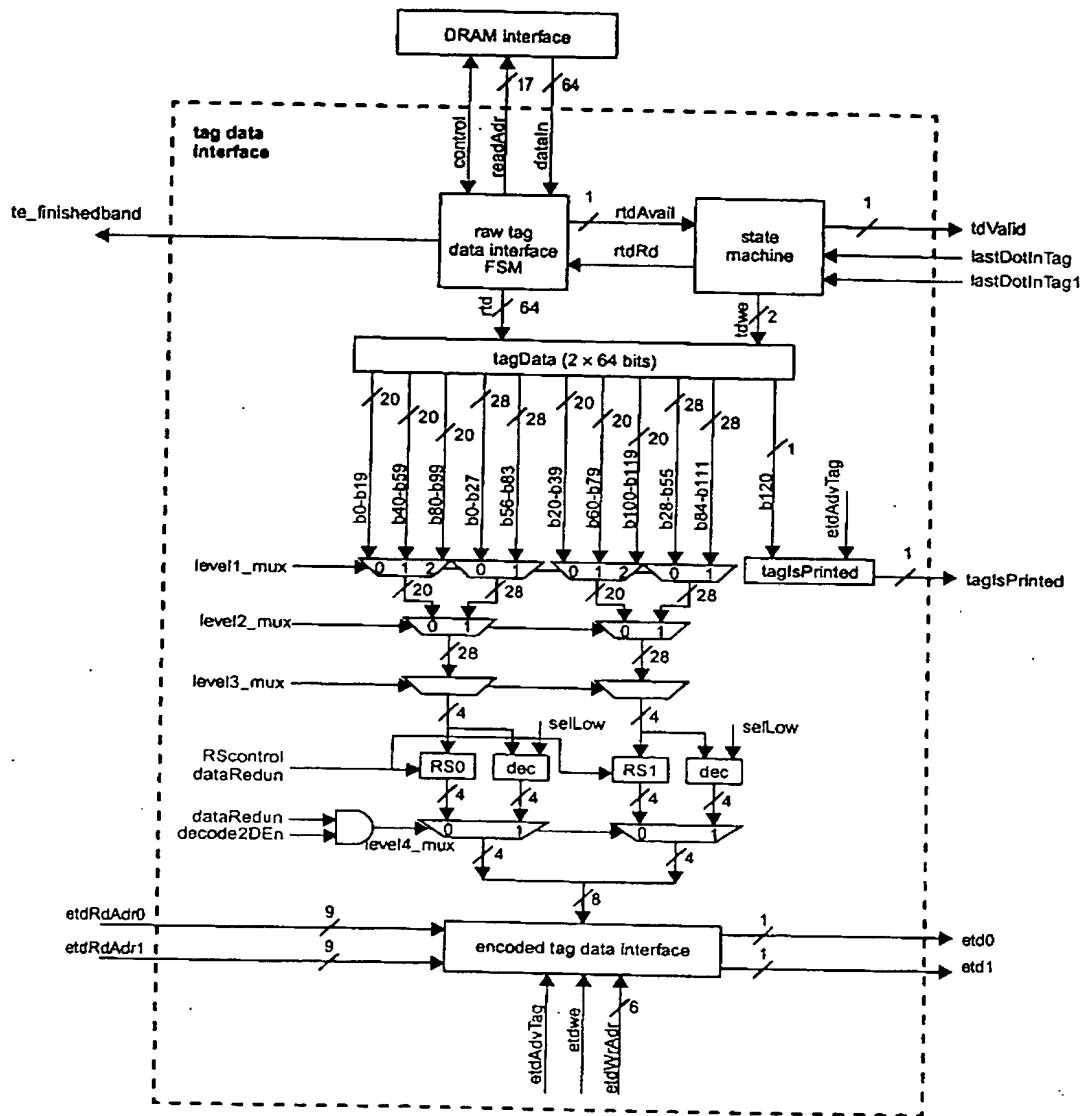 DRAM interface
17
64
tag data
interface
control
readAdr
dataIn
te_finishedband
raw tag
data interface
FSM
1
rtdAvail
rtdRd
state
machine
1
tdValid
lastDotInTag
lastDotInTag1
rtd
64
tdwe
2
tagData (2 × 64 bits)
20
20
20
28
28
20
20
20
28
28
1
b0-b19
b40-b59
b80-b99
b0-b27
b56-b83
b20-b39
b60-b79
b100-b119
b28-b55
b84-b111
b120
etdAdvTag
level1_mux
0 1 2
0 1
0 1 2
0 1
tagIsPrinted
1
tagIsPrinted
20
28
20
28
level2_mux
0 1
0 1
28
28
level3_mux
4
selLow
4
selLow
RScontrol
dataRedun
RS0
dec
RS1
dec
4
4
4
4
dataRedun
decode2DEn
level4_mux
0 1
0 1
4
4
8
etdRdAdr0
9
etdRdAdr1
9
encoded tag data interface
1
etd0
1
etd1
6
etdAdvTag
etdwe
etdWrAdr